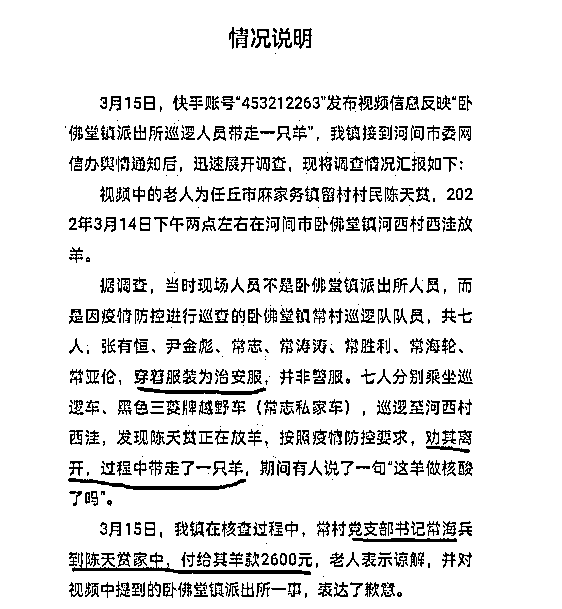 情况说明
3月15日，快手账号“453212263”发布视频信息反映“卧
佛堂镇派出所巡逻人员带走一只羊”，我镇接到河间市委网
信办舆情通知后，迅速展开调查，现将调查情况汇报如下：
视频中的老人为任丘市麻家务镇留村村民陈天赏，202
2年3月14日下午两点左右在河间市卧佛堂镇河西村西洼放
羊。
据调查，当时现场人员不是卧佛堂镇派出所人员，而
是因疫情防控进行巡查的卧佛堂镇常村巡逻队队员，共七
人，张有恒、尹金彪、常志、常涛涛、常胜利、常海轮、
常亚伦，穿着服装为治安服，并非警服。七人分别乘坐巡
逻车、黑色三菱牌越野车（常志私家车），巡逻至河西村
西洼，发现陈天赏正在放羊，按照疫情防控要求，劝其离
开，过程中带走了一只羊，期间有人说了一句“这羊做核酸
了吗”。
3月15日，我镇在核查过程中，常村党支部书记常海兵
到陈天赏家中，付给其羊款2600元，老人表示谅解，并对
视频中提到的卧佛堂镇派出所一事，表达了歉意。